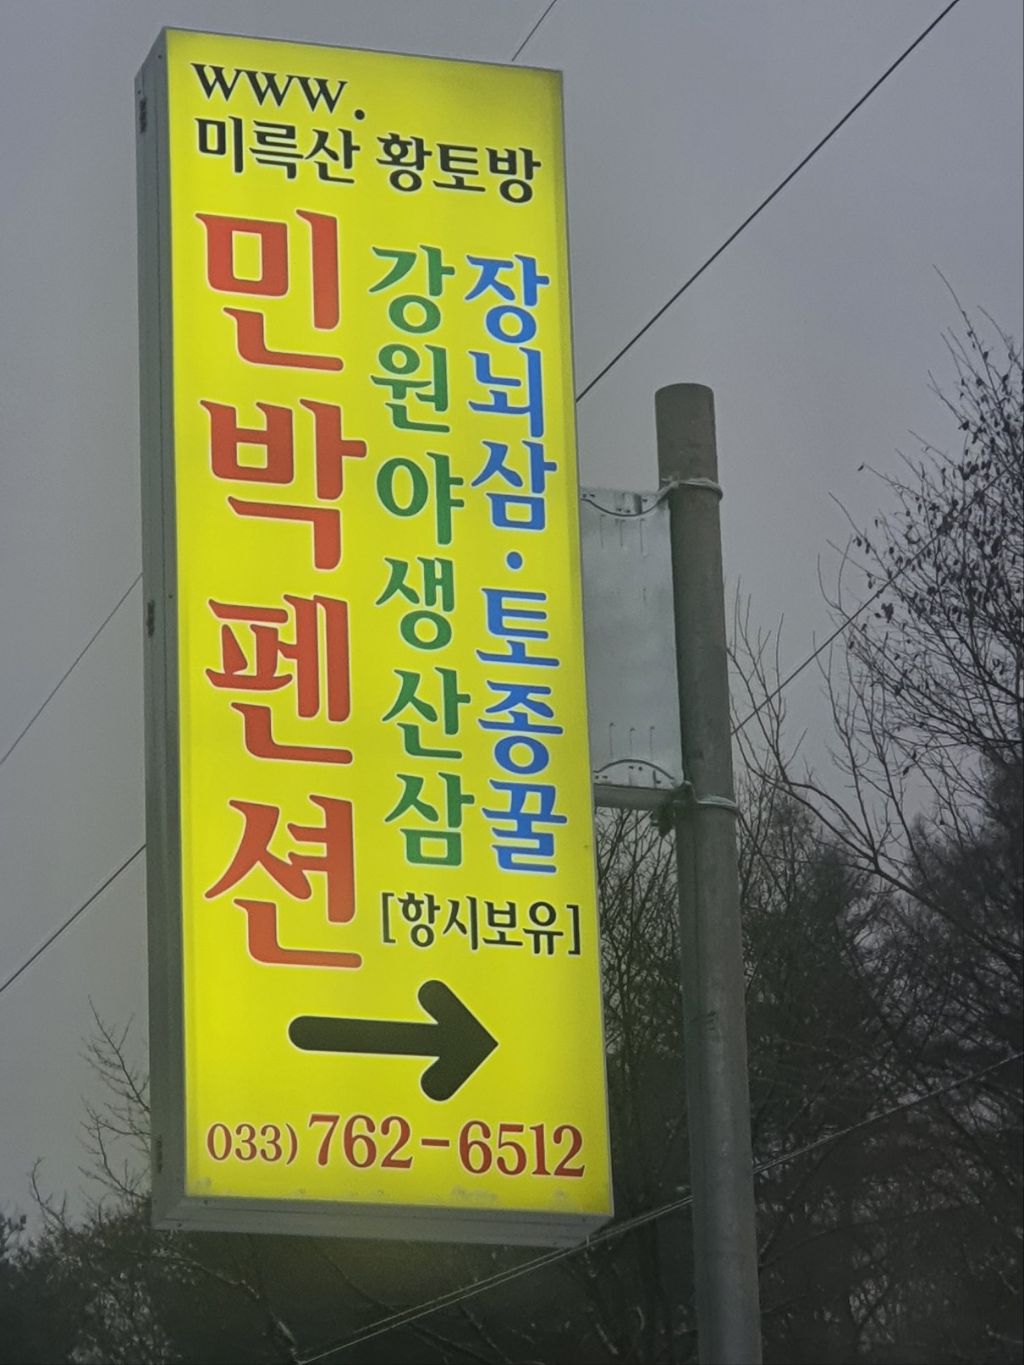 www.
미륵산 황토방
민박펜션
강원야생산삼
장뇌삼·토종꿀
[항시보유]
033) 762-6512